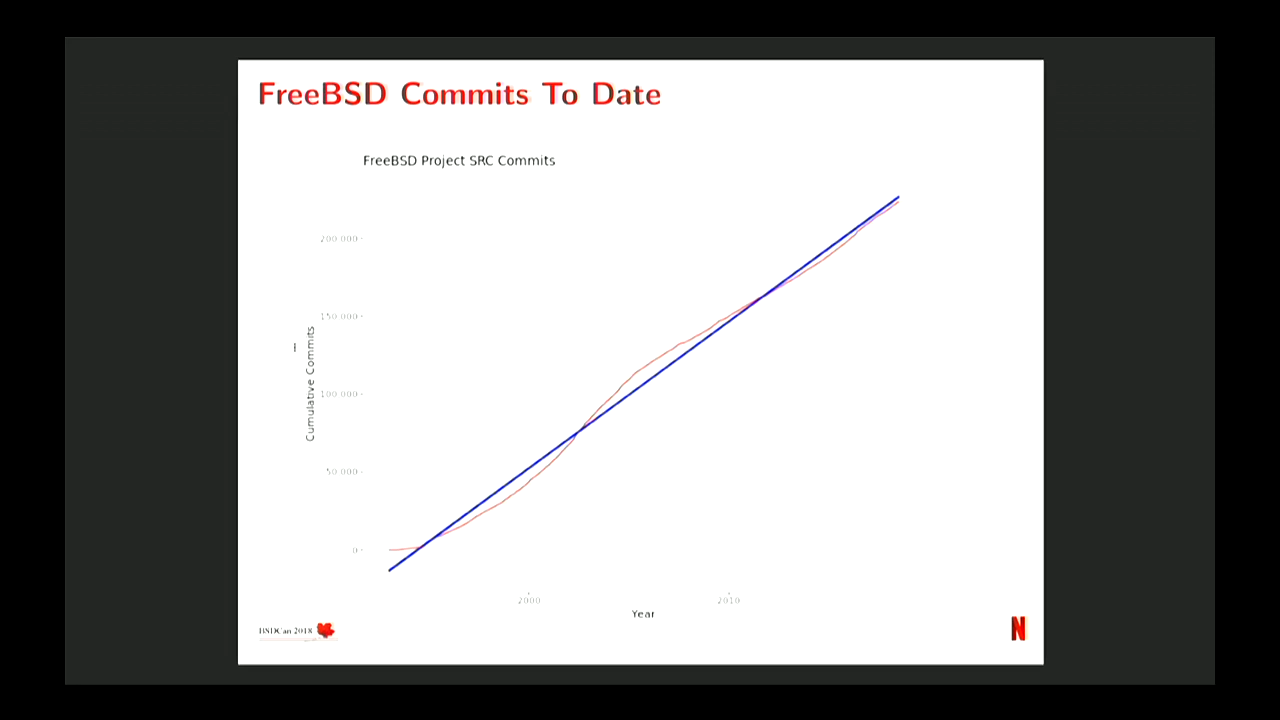 FreeBSD Commits To Date
FreeBSD Project SRC Commits
200 000
150 000
100 000
50 000
0
Cumulative Commits
2000
2010
Year
BSDCan 2018
N